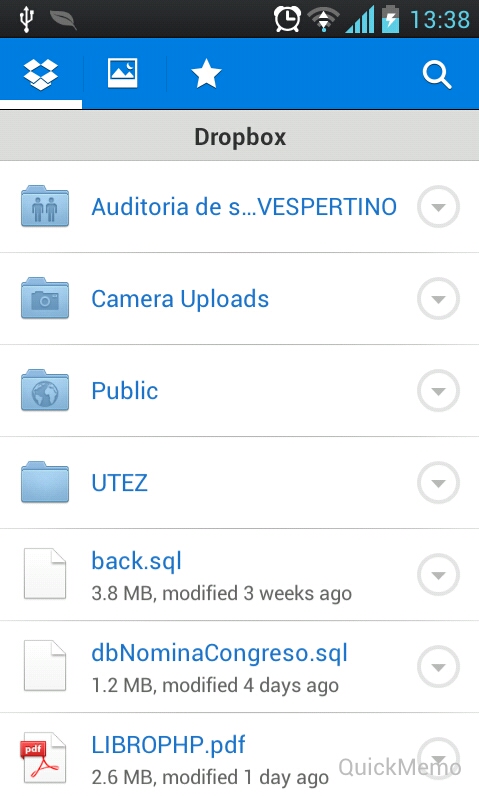 13:38
Dropbox
Auditoria de s...VESPERTINO
Camera Uploads
Public
UTEZ
back.sql
3.8 MB, modified 3 weeks ago
dbNominaCongreso.sql
1.2 MB, modified 4 days ago
pdf
LIBROPHP.pdf
2.6 MB, modified 1 day ago
QuickMemo